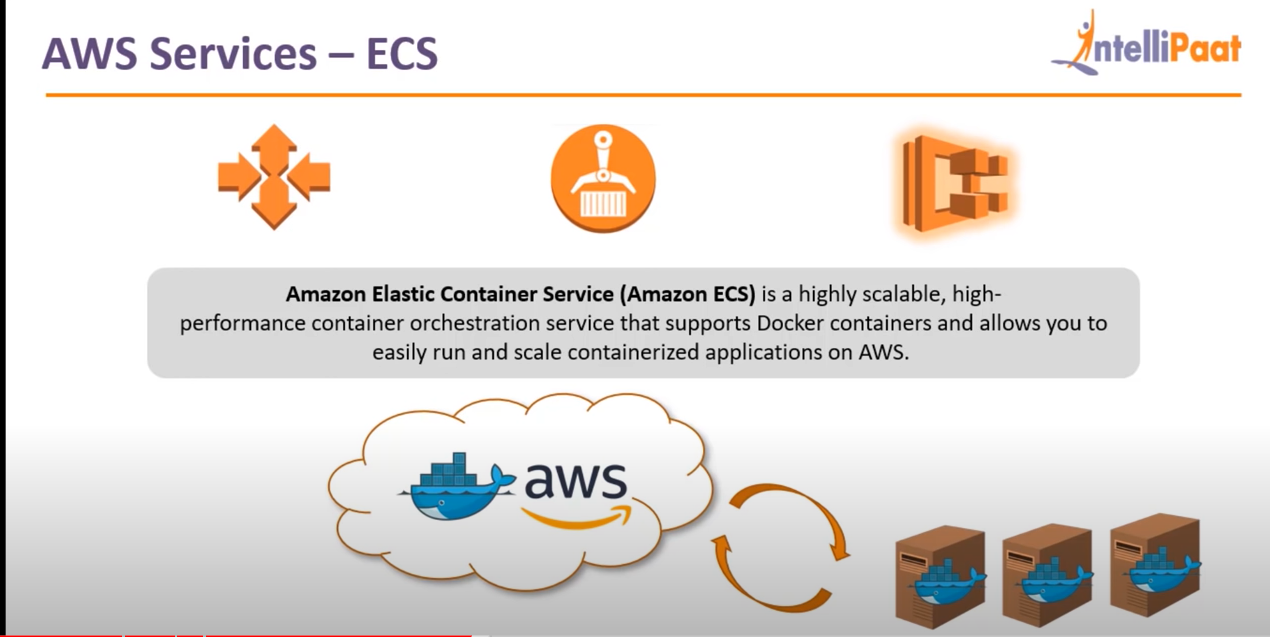 AWS Services – ECS
IntelliPaat
Amazon Elastic Container Service (Amazon ECS) is a highly scalable, high-
performance container orchestration service that supports Docker containers and allows you to
easily run and scale containerized applications on AWS.
aws